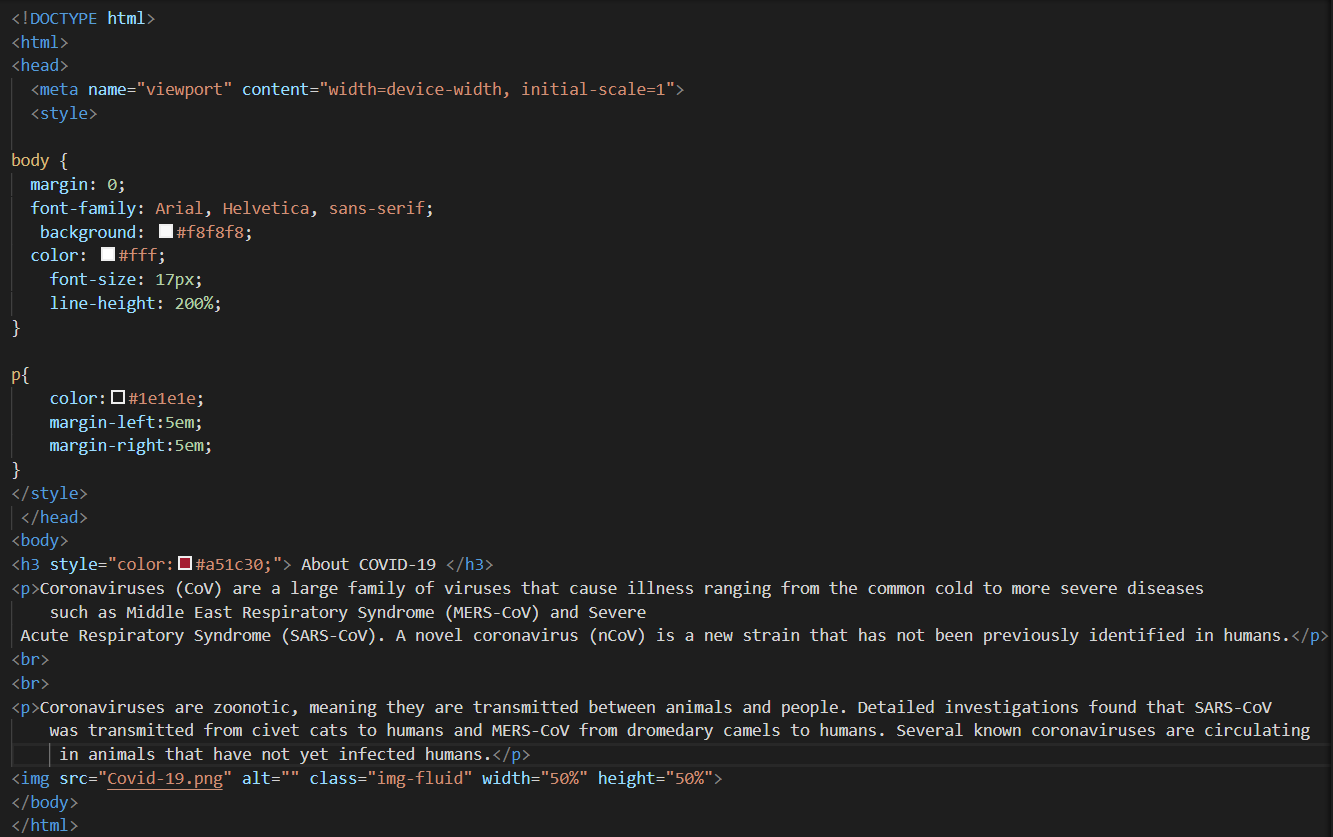 <!DOCTYPE html>
<html>
<head>
  <meta name="viewport" content="width=device-width, initial-scale=1">
  <style>

body {
  margin: 0;
  font-family: Arial, Helvetica, sans-serif;
   background: #f8f8f8;
  color: #fff;
    font-size: 17px;
    line-height: 200%;
}

p{
    color:#1e1e1e;
    margin-left:5em;
    margin-right:5em;
}
</style>
 </head>
<body>
<h3 style="color:#a51c30;"> About COVID-19 </h3>
<p>Coronaviruses (CoV) are a large family of viruses that cause illness ranging from the common cold to more severe diseases
    such as Middle East Respiratory Syndrome (MERS-CoV) and Severe
 Acute Respiratory Syndrome (SARS-CoV). A novel coronavirus (nCoV) is a new strain that has not been previously identified in humans.</p>
<br>
<br>
<p>Coronaviruses are zoonotic, meaning they are transmitted between animals and people. Detailed investigations found that SARS-CoV
    was transmitted from civet cats to humans and MERS-CoV from dromedary camels to humans. Several known coronaviruses are circulating
     in animals that have not yet infected humans.</p>
<img src="Covid-19.png" alt="" class="img-fluid" width="50%" height="50%">
</body>
</html>